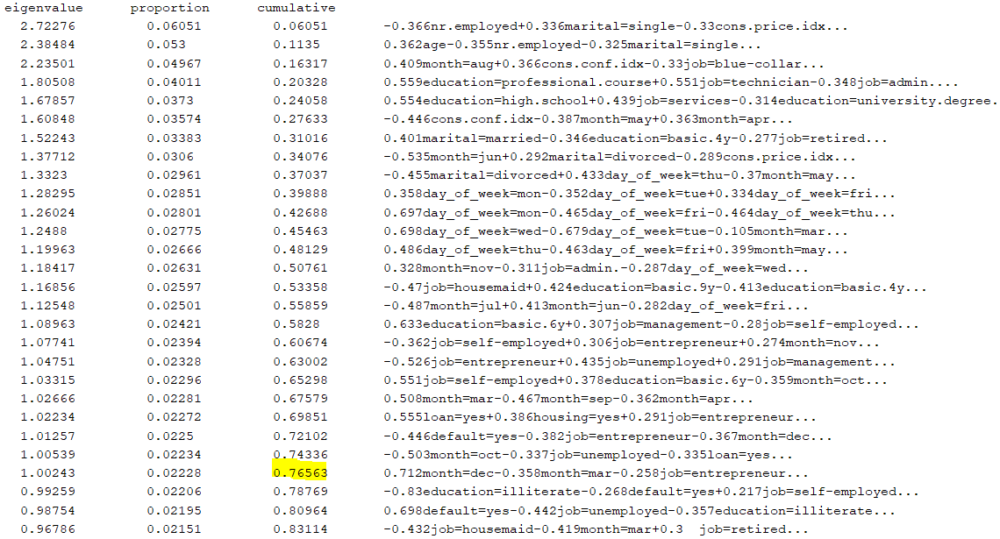 eigenvalue proportion cumulative
2.72276 0.06051 0.06051 -0.366nr.employed+0.336marital=single-0.33cons.price.idx...
2.38484 0.053 0.1135 0.362age-0.355nr.employed-0.325marital=single...
2.23501 0.04967 0.16317 0.409month=aug+0.366cons.conf.idx-0.33job=blue-collar...
1.80508 0.04011 0.20328 0.559education=professional.course+0.551job=technician-0.348job=admin....
1.67857 0.0373 0.24058 0.554education=high.school+0.439job=services-0.314education=university.degree.
1.60848 0.03574 0.27633 -0.446cons.conf.idx-0.387month=may+0.363month=apr...
1.52243 0.03383 0.31016 0.401marital=married-0.346education=basic.4y-0.277job=retired...
1.37712 0.0306 0.34076 -0.535month=jun+0.292marital=divorced-0.289cons.price.idx...
1.3323 0.02961 0.37037 -0.455marital=divorced+0.433day_of_week=thu-0.37month=may...
1.28295 0.02851 0.39888 0.358day_of_week=mon-0.352day_of_week=tue+0.334day_of_week=fri...
1.26024 0.02801 0.42688 0.697day_of_week=mon-0.465day_of_week=fri-0.464day_of_week=thu...
1.2488 0.02775 0.45463 0.698day_of_week=wed-0.679day_of_week=tue-0.105month=mar...
1.19963 0.02666 0.48129 0.486day_of_week=thu-0.463day_of_week=fri+0.399month=may...
1.18417 0.02631 0.50761 0.328month=nov-0.311job=admin.-0.287day_of_week=wed...
1.16856 0.02597 0.53358 -0.47job=housemaid+0.424education=basic.9y-0.413education=basic.4y...
1.12548 0.02501 0.55859 -0.487month=jul+0.413month=jun-0.282day_of_week=fri...
1.08963 0.02421 0.5828 0.633education=basic.6y+0.307job=management-0.28job=self-employed...
1.07741 0.02394 0.60674 -0.362job=self-employed+0.306job=entrepreneur+0.274month=nov...
1.04751 0.02328 0.63002 -0.526job=entrepreneur+0.435job=unemployed+0.291job=management...
1.03315 0.02296 0.65298 0.551job=self-employed+0.378education=basic.6y-0.359month=oct...
1.02666 0.02281 0.67579 0.508month=mar-0.467month=sep-0.362month=apr...
1.02234 0.02272 0.69851 0.555loan=yes+0.386housing=yes+0.291job=entrepreneur...
1.01257 0.0225 0.72102 -0.446default=yes-0.382job=entrepreneur-0.367month=dec...
1.00539 0.02234 0.74336 -0.503month=oct-0.337job=unemployed-0.335loan=yes...
1.00243 0.02228 0.76563 0.712month=dec-0.358month=mar-0.258job=entrepreneur...
0.99259 0.02206 0.78769 -0.83education=illiterate-0.268default=yes+0.217job=self-employed...
0.98754 0.02195 0.80964 0.698default=yes-0.442job=unemployed-0.357education=illiterate...
0.96786 0.02151 0.83114 -0.432job=housemaid-0.419month=mar+0.3 job=retired...